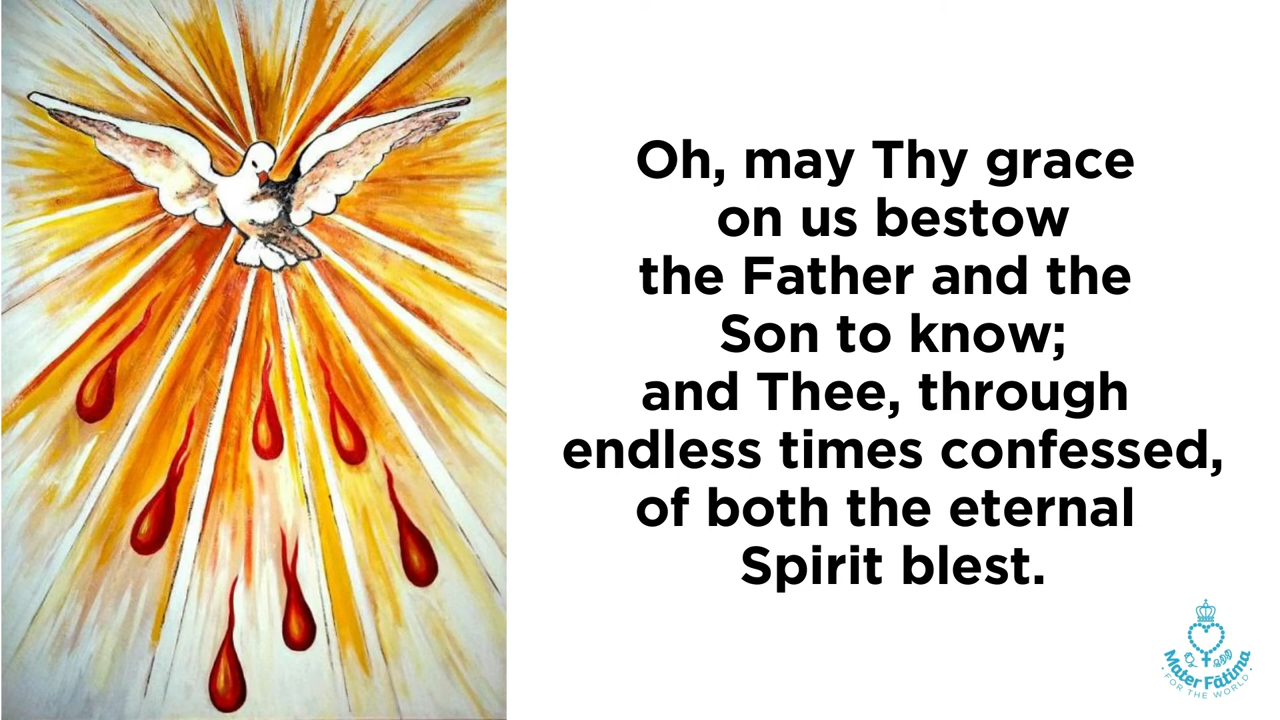 Oh, may Thy grace
on us bestow
the Father and the
Son to know;
and Thee, through
endless times confessed,
of both the eternal
Spirit blest.
Mater Fátima
FOR THE WORLD